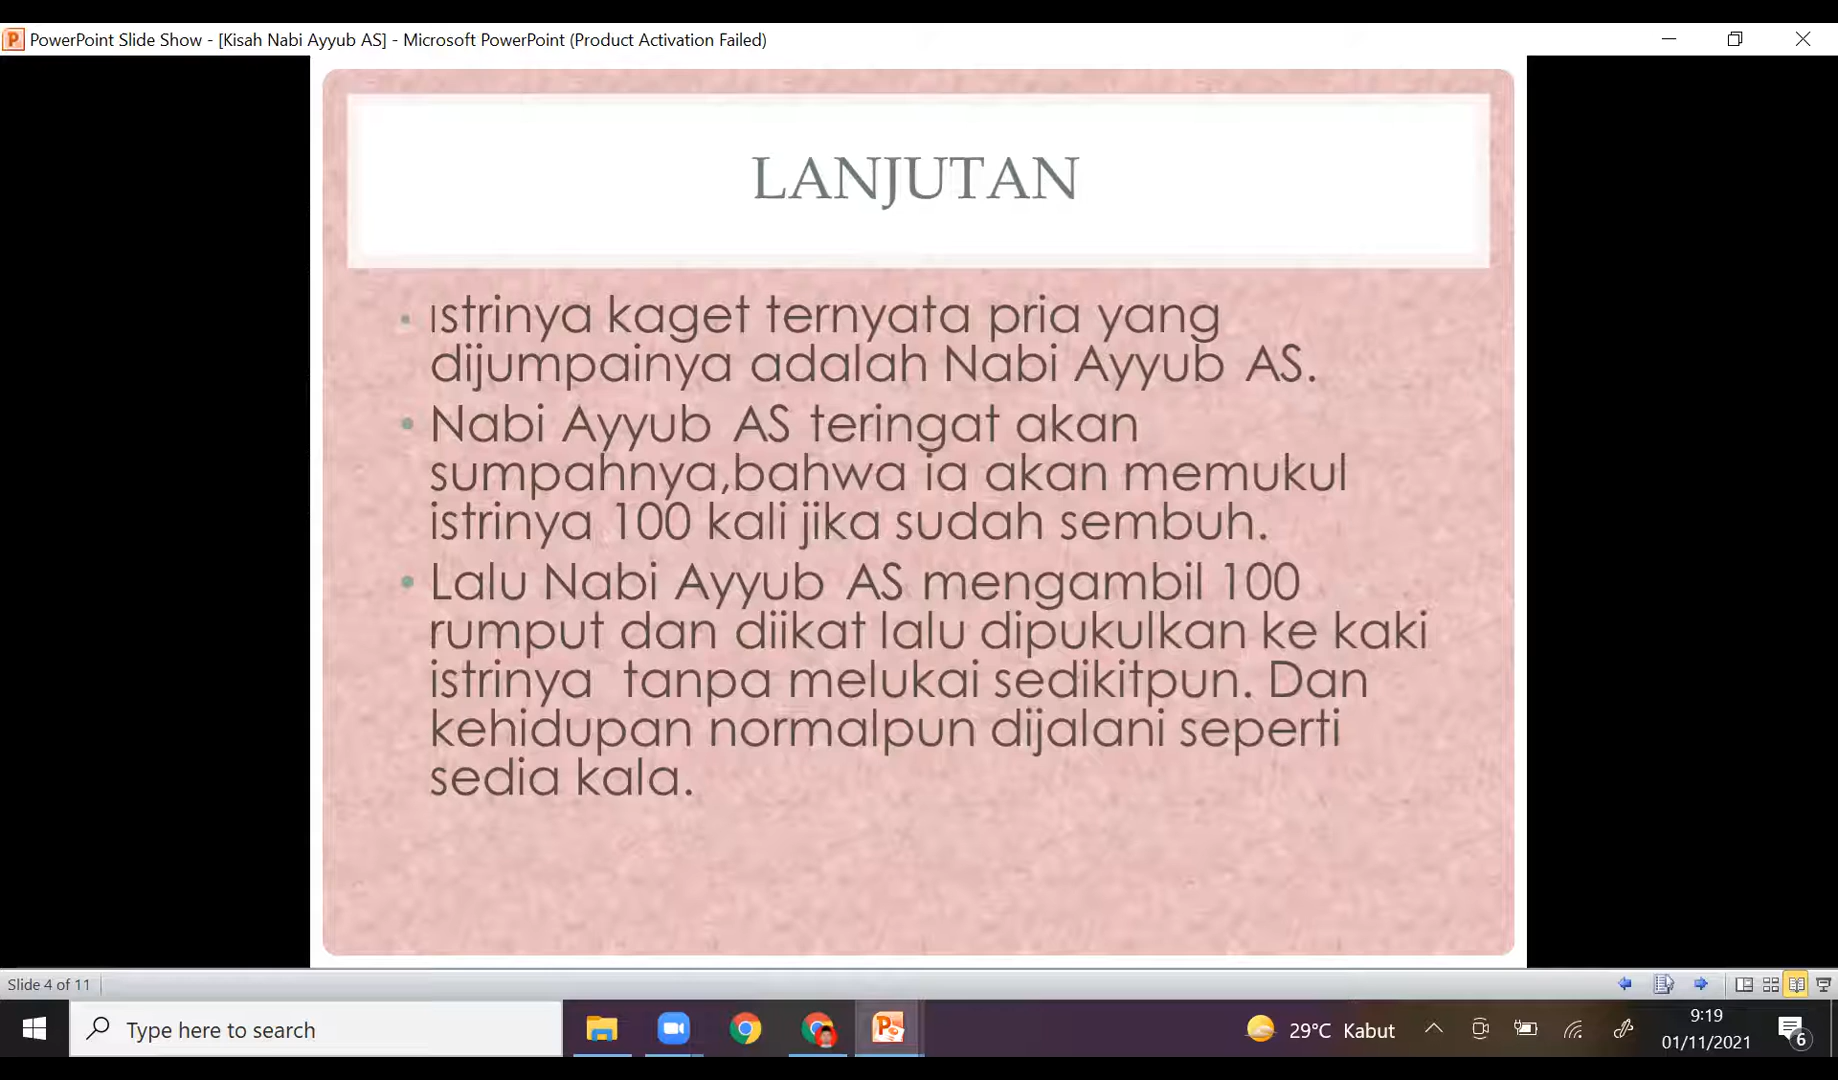 PowerPoint Slide Show - [Kisah Nabi Ayyub AS] - Microsoft PowerPoint (Product Activation Failed)
LANJUTAN
• Istrinya kaget ternyata pria yang
dijumpainya adalah Nabi Ayyub AS.
• Nabi Ayyub AS teringat akan
sumpahnya,bahwa ia akan memukul
istrinya 100 kali jika sudah sembuh.
• Lalu Nabi Ayyub AS mengambil 100
rumput dan diikat lalu dipukulkan ke kaki
istrinya tanpa melukai sedikitpun. Dan
kehidupan normalpun dijalani seperti
sedia kala.
Slide 4 of 11
Type here to search
29°C Kabut
9:19
01/11/2021
6